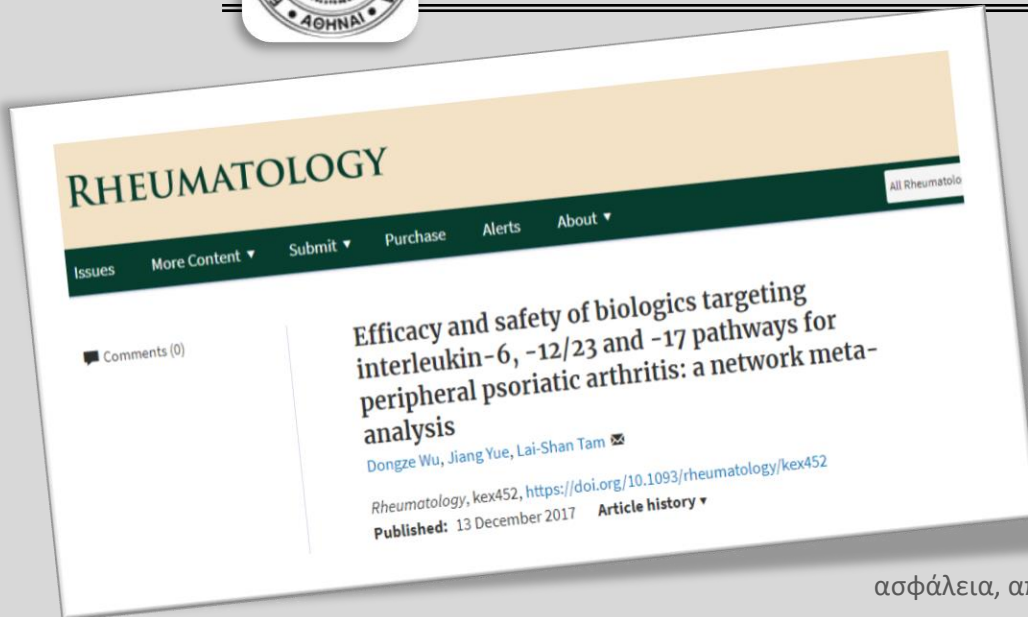 ΑΘΗΝΑΙ
RHEUMATOLOGY
All Rheumatolo
Issues More Content ▼ Submit ▼ Purchase Alerts About ▼
Comments (0)
Efficacy and safety of biologics targeting
interleukin-6, -12/23 and -17 pathways for
peripheral psoriatic arthritis: a network meta-
analysis
Dongze Wu, Jiang Yue, Lai-Shan Tam
Rheumatology, kex452, https://doi.org/10.1093/rheumatology/kex452
Published: 13 December 2017 Article history ▾
ασφάλεια,